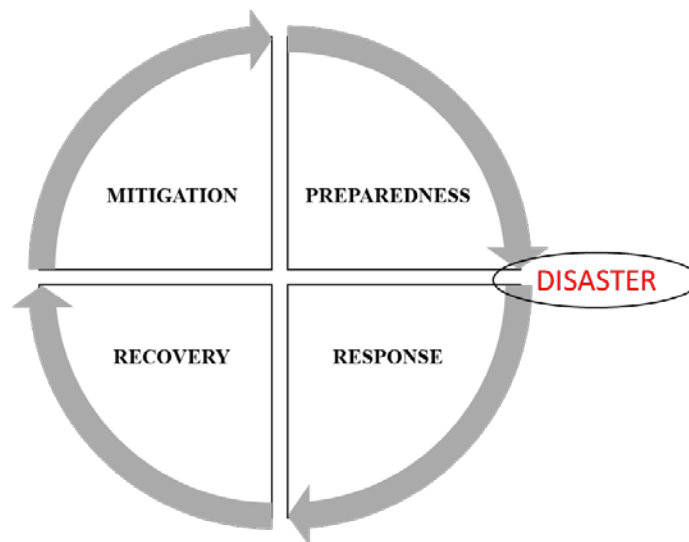 MITIGATION
PREPAREDNESS
DISASTER
RECOVERY
RESPONSE